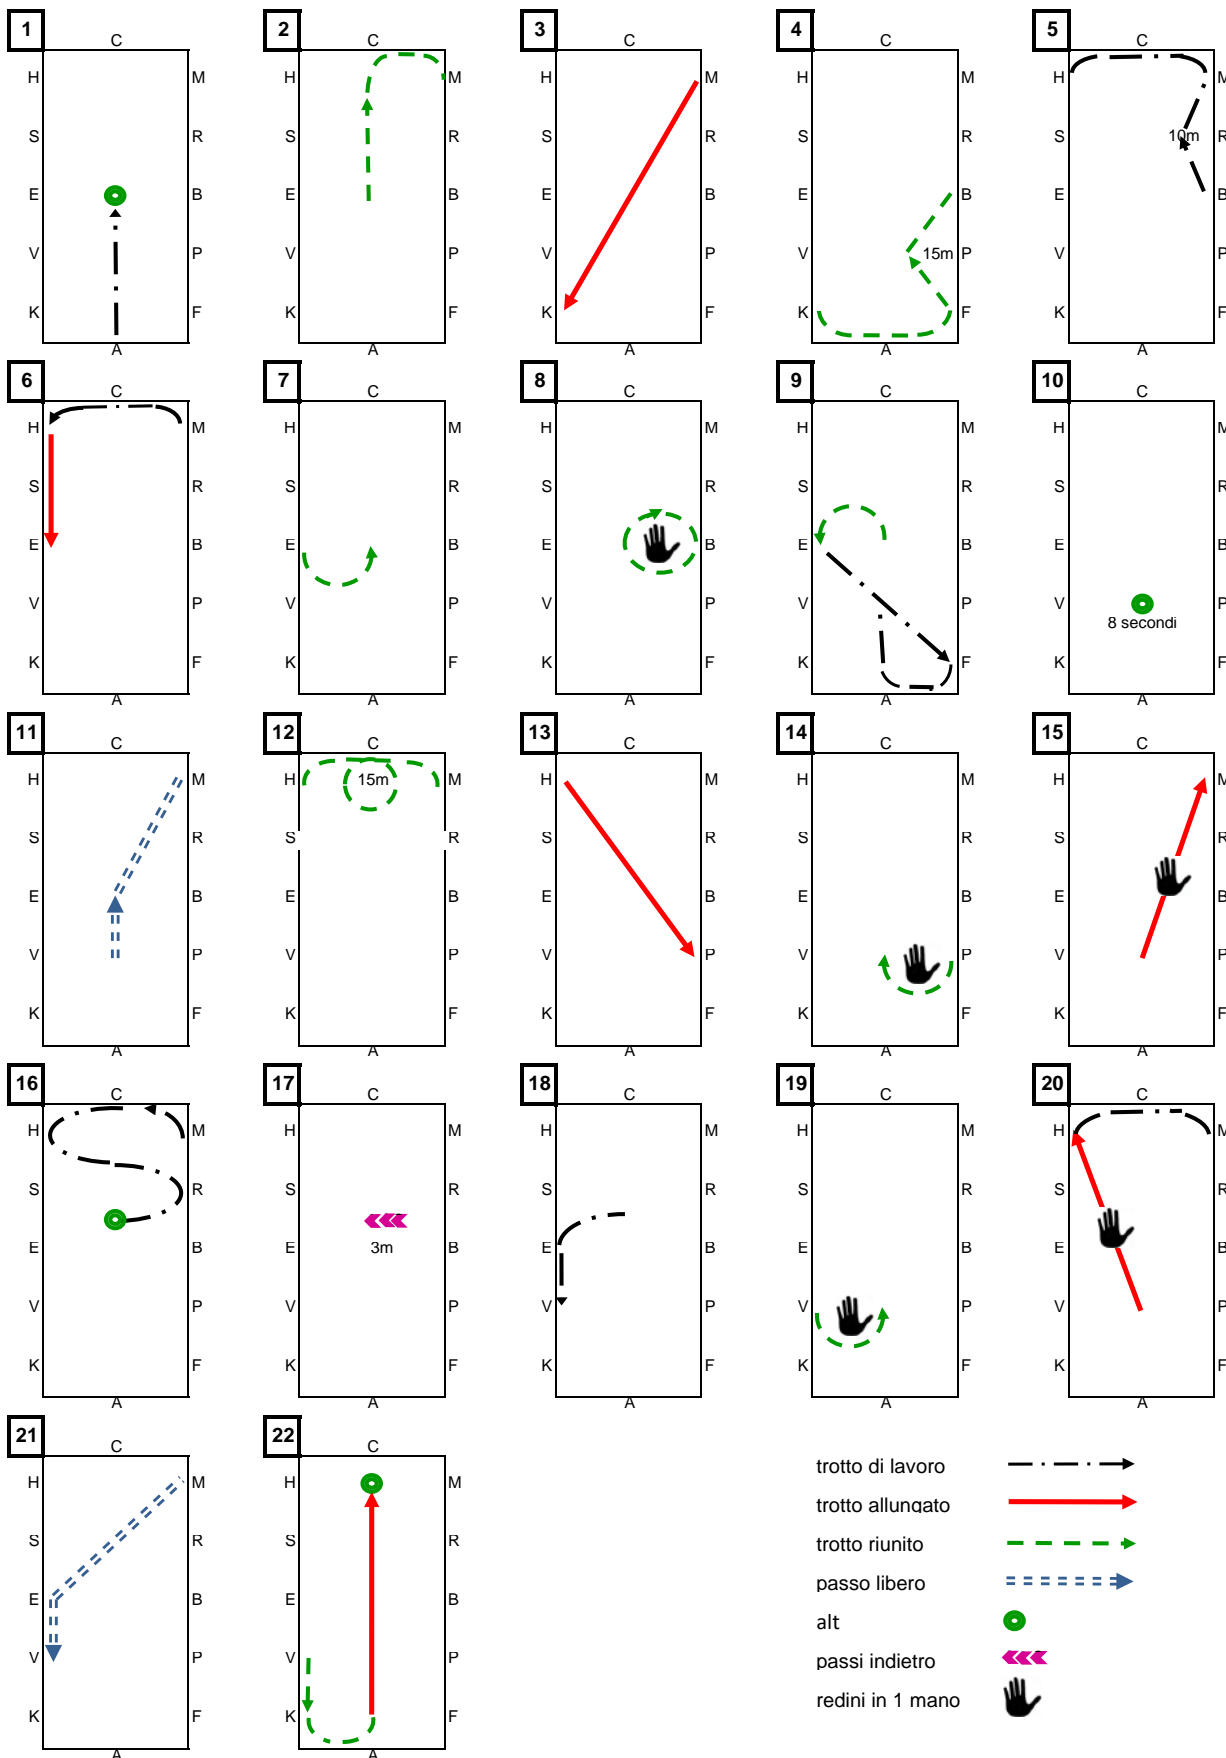 1 2 3 4 5
C C C C C
H M H M H M H M H M
S R S R S R S R S 10m R
E B E B E B E B E B
V P V P V P V 15m P V P
K F K F K F K F K F
A A A A A
6 7 8 9 10
C C C C C
H M H M H M H M H M
S R S R S R S R S R
E B E B E B E B E B
V P V P V P V P V P
8 secondi
K F K F K F K F K F
A A A A A
11 12 13 14 15
C C C C C
H M H 15m M H M H M H M
S R S R S R S R S R
E B E B E B E B E B
V P V P V P V P V P
K F K F K F K F K F
A A A A A
16 17 18 19 20
C C C C C
H M H M H M H M H M
S R S R S R S R S R
E B E B E B E B E B
3m
V P V P V P V P V P
K F K F K F K F K F
A A A A A
21 22
C C
H M H M
S R S R
E B E B
V P V P
K F K F
A A
trotto di lavoro
trotto allungato
trotto riunito
passo libero
alt
passi indietro
redini in 1 mano